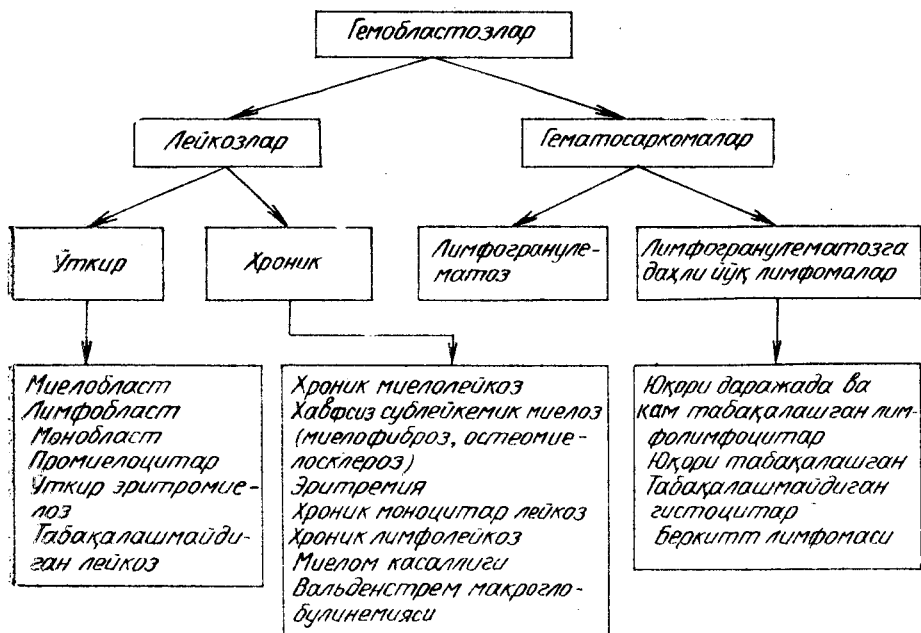 Гемобластозлар
Лейкозлар
Гематосаркомалар
Ўткир
Хроник
Лимфогрануле-
матоз
Лимфогранулематозга
даҳли йўқ лимфомалар
Миелобласт
Лимфобласт
Монобласт
Промиелоцитар
Ўткир эритромие-
лоз
Табақалашмайди-
ган лейкоз
Хроник миелолейкоз
Хавфсиз сублейкемик миелоз
(миелофиброз, остеомие-
лосклероз)
Эритремия
Хроник моноцитар лейкоз
Хроник лимфолейкоз
Миелом касаллиги
Вальденстрем макрогло-
булинемияси
Юқори даражада ва
кам табақалашган лим-
фолимфоцитар
Юқори табақалашган
Табақалашмайдиган
гистоцитар
Беркитт лимфомаси